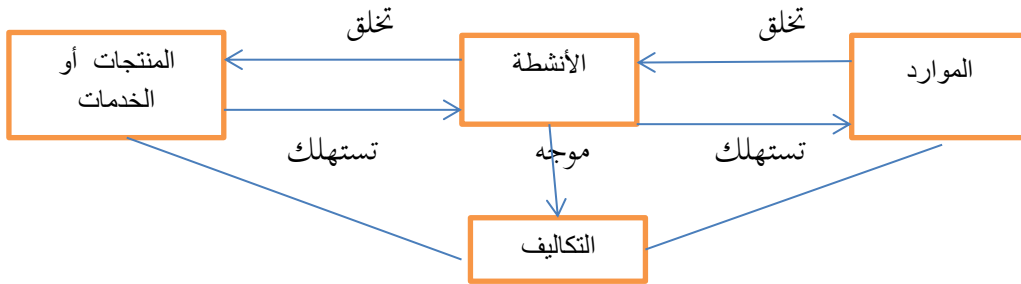 تخلق
تخلق
الموارد
الأنشطة
المنتجات أو
الخدمات
تستهلك
موجه
تستهلك
التكاليف